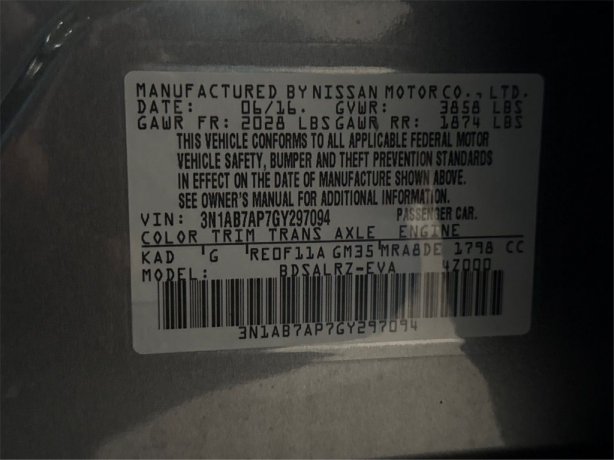 MANUFACTURED BY NISSAN MOTOR CO., LTD.
DATE: 06/16. GVWR: 3858 LBS
GAWR FR: 2028 LBS GAWR RR: 1874 LBS
THIS VEHICLE CONFORMS TO ALL APPLICABLE FEDERAL MOTOR
VEHICLE SAFETY, BUMPER AND THEFT PREVENTION STANDARDS
IN EFFECT ON THE DATE OF MANUFACTURE SHOWN ABOVE.
SEE OWNER'S MANUAL FOR ADDITIONAL INFORMATION.
VIN: 3N1AB7AP7GY297094 PASSENGER CAR.
COLOR TRIM TRANS AXLE ENGINE
KAD G RE0F11A GM35 MRA8DE 1798 CC
MODEL: BDSALRZ-EVA 4Z000
3N1AB7AP7GY297094